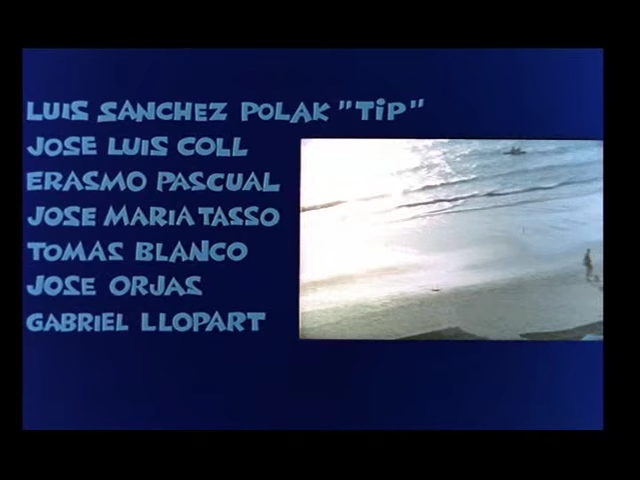 LUIS SANCHEZ POLAK "TiP"
JOSE LUIS COLL
ERASMO PASCUAL
JOSE MARIA TASSO
TOMAS BLANCO
JOSE ORJAS
GABRIEL LLOPART